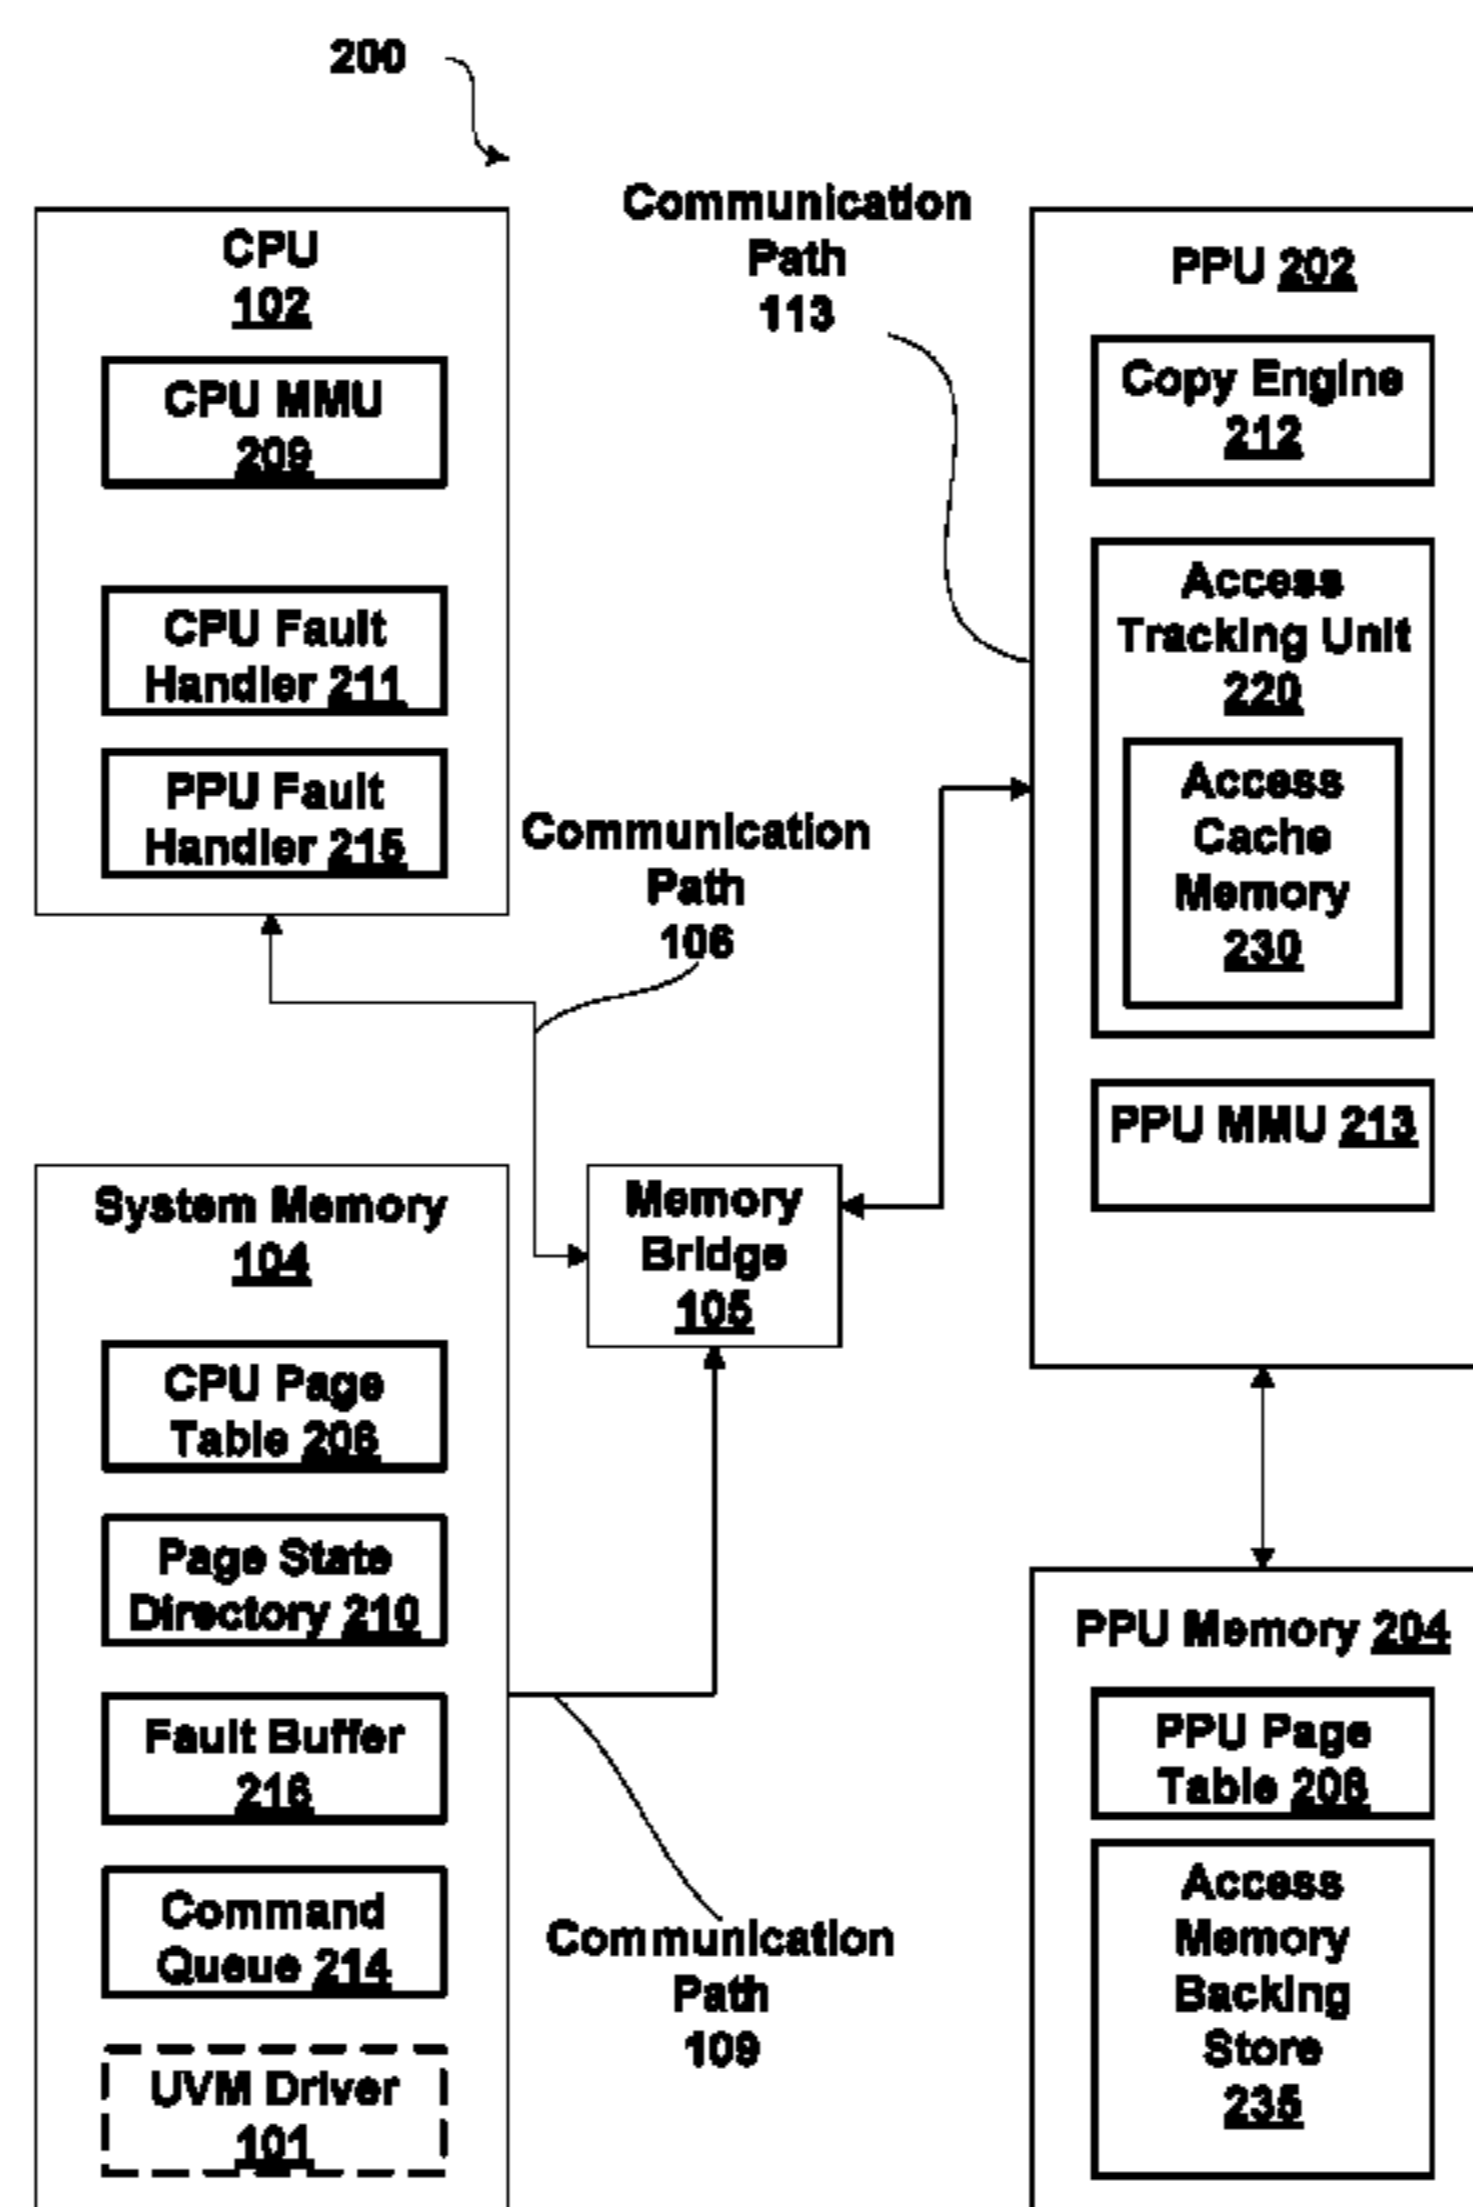 200
CPU
102
CPU MMU
209
CPU Fault
Handler 211
PPU Fault
Handler 215
Communication
Path
113
Communication
Path
106
PPU 202
Copy Engine
212
Access
Tracking Unit
220
Access
Cache
Memory
230
PPU MMU 213
System Memory
104
CPU Page
Table 206
Page State
Directory 210
Fault Buffer
216
Command
Queue 214
UVM Driver
101
Memory
Bridge
105
Communication
Path
109
PPU Memory 204
PPU Page
Table 208
Access
Memory
Backing
Store
235